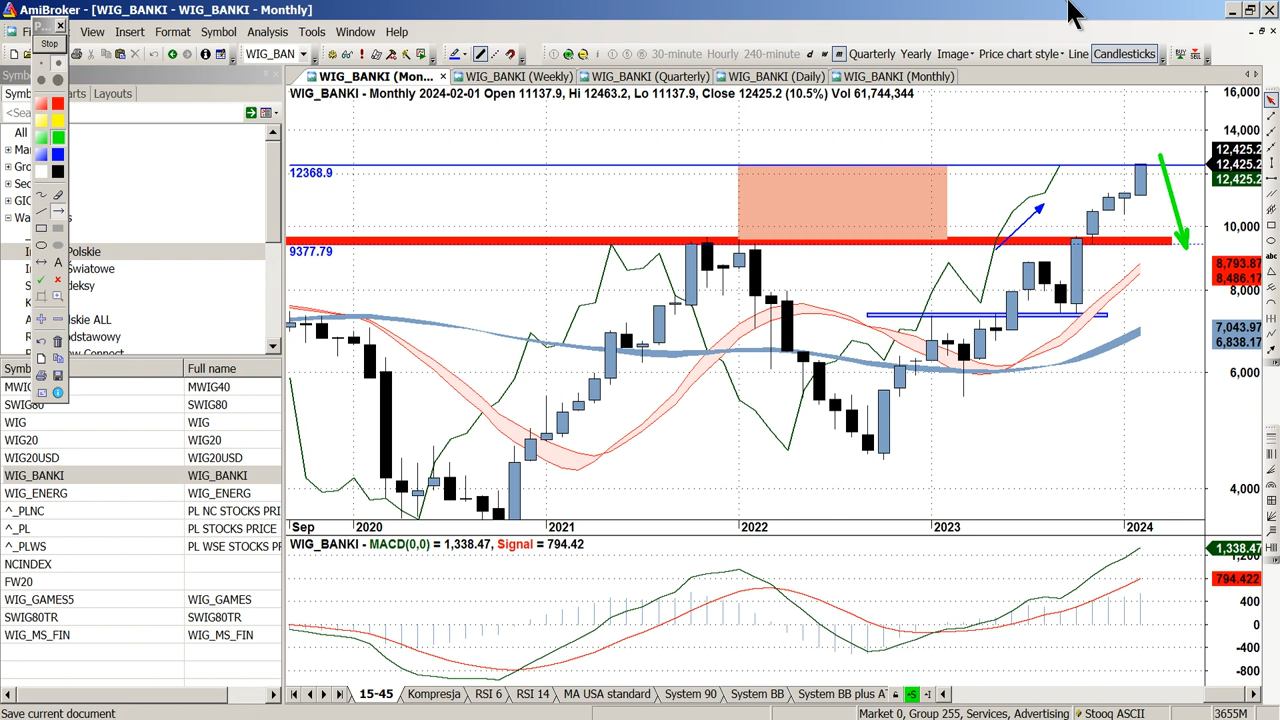 AmiBroker - [WIG_BANKI - WIG_BANKI - Monthly]
P...
Stop
View Insert Format Symbol Analysis Tools Window Help
WIG_BAN
30-minute Hourly 240-minute d w m Quarterly Yearly Image Price chart style Line Candlesticks
Layouts
WIG_BANKI (Mon... WIG_BANKI (Weekly) WIG_BANKI (Quarterly) WIG_BANKI (Daily) WIG_BANKI (Monthly)
WIG_BANKI - Monthly 2024-02-01 Open 11137.9, Hi 12463.2, Lo 11137.9, Close 12425.2 (10.5%) Vol 61,744,344
All
Polskie
Światowe
ALL
Connect
12368.9
9377.79
16,000
14,000
12,425.2
12,425.2
12,425.2
10,000
8,793.87
8,486.17
8,000
7,043.97
6,838.17
6,000
4,000
Sep 2020 2021 2022 2023 2024
Full name
MWIG40
SWIG80 SWIG80
WIG WIG
WIG20 WIG20
WIG20USD WIG20USD
WIG_BANKI WIG_BANKI
WIG_ENERG WIG_ENERG
^_PLNC PL NC STOCKS PRI
^_PL PL STOCKS PRICE
^_PLWS PL WSE STOCKS P
NCINDEX NCINDEX
FW20
WIG_GAMES5 WIG_GAMES
SWIG80TR SWIG80TR
WIG_MS_FIN WIG_MS_FIN
WIG_BANKI - MACD(0,0) = 1,338.47, Signal = 794.42
1,338.47
794.422
400
-400
-800
15-45 Kompresja RSI 6 RSI 14 MA USA standard System 90 System BB System BB plus A
Save current document
Market 0, Group 255, Services, Advertising
Stooq ASCII
3655M